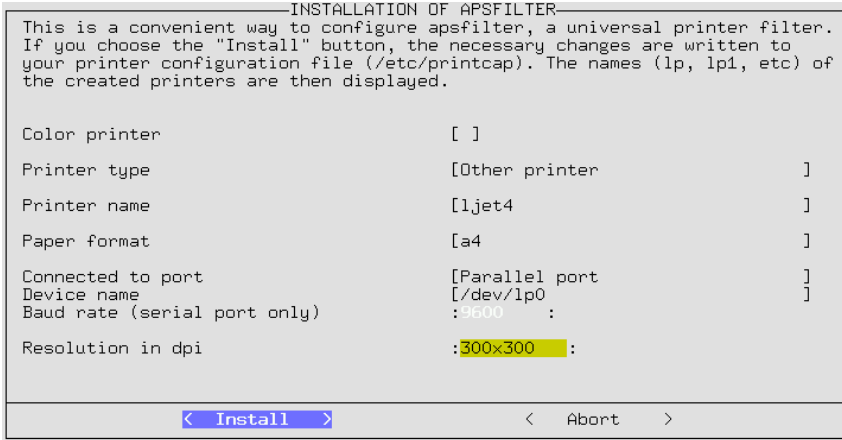 INSTALLATION OF APSFILTER
This is a convenient way to configure apsfilter, a universal printer filter.
If you choose the "Install" button, the necessary changes are written to
your printer configuration file (/etc/printcap). The names (lp, lp1, etc) of
the created printers are then displayed.
Color printer [ ]
Printer type [Other printer ]
Printer name [ljet4 ]
Paper format [a4 ]
Connected to port [Parallel port ]
Device name [/dev/lp0 ]
Baud rate (serial port only) :9600 :
Resolution in dpi :300x300 :
< Install > < Abort >